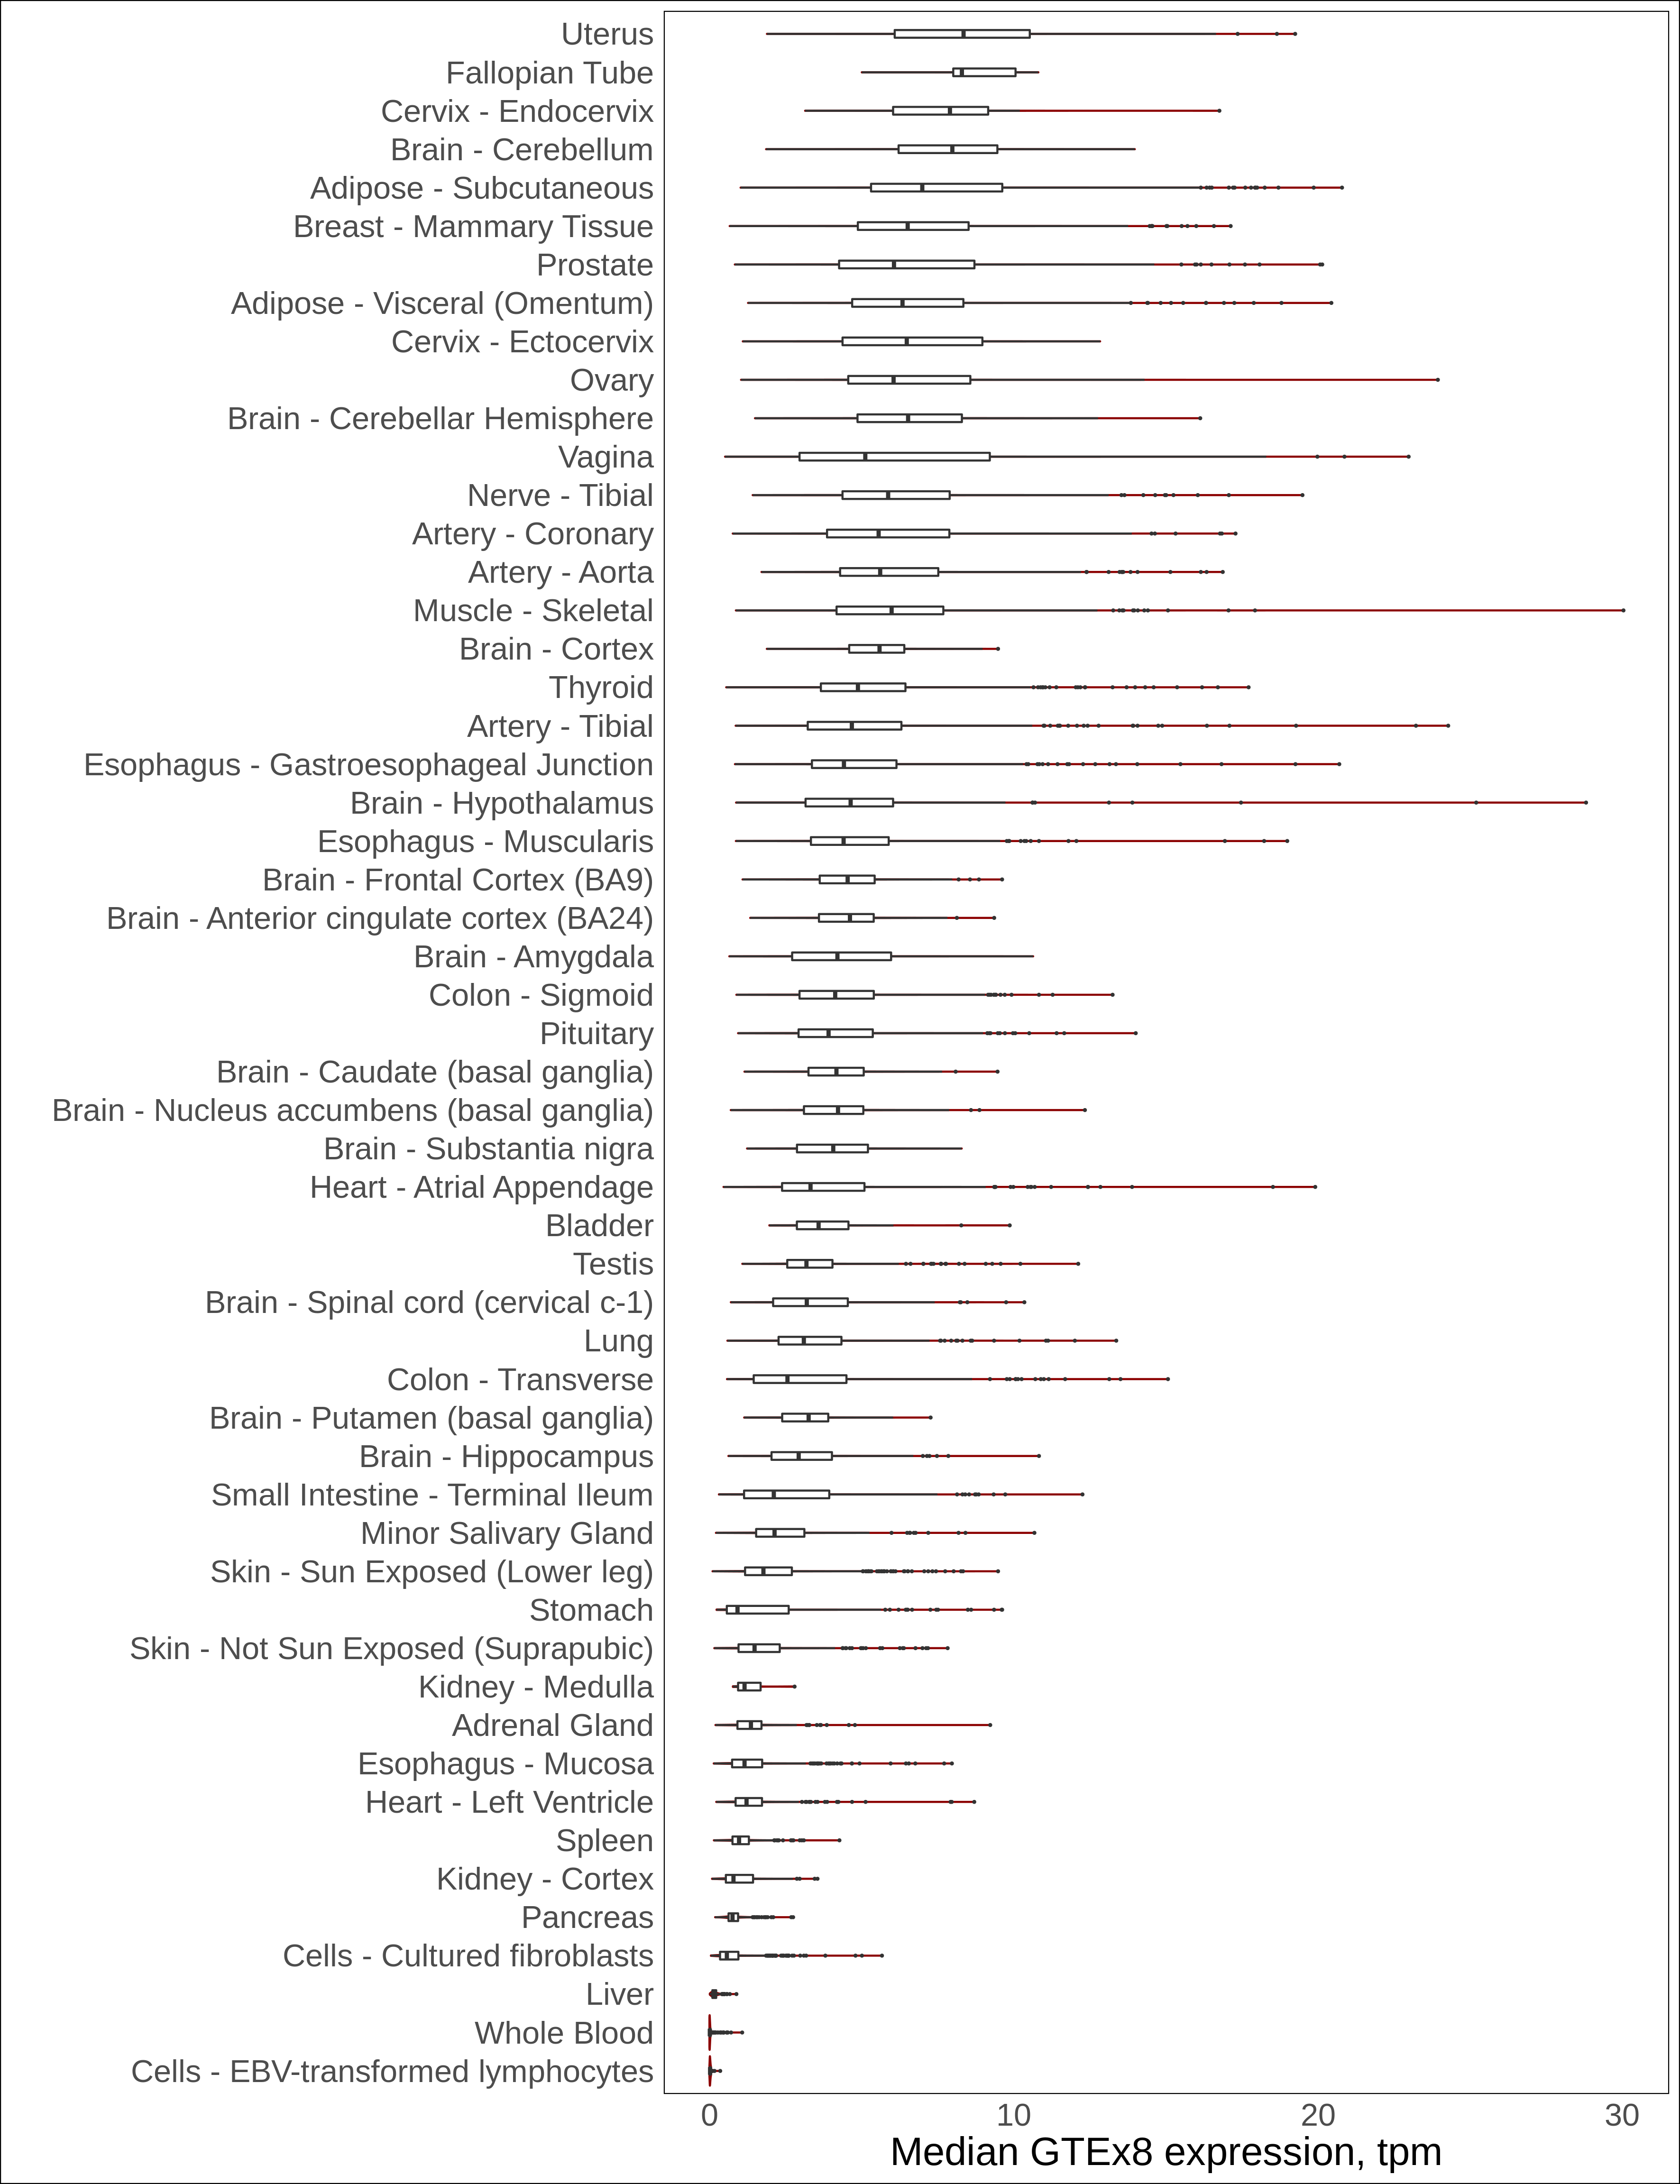 Uterus
Fallopian Tube
Cervix - Endocervix
Brain - Cerebellum
Adipose - Subcutaneous
Breast - Mammary Tissue
Prostate
Adipose - Visceral (Omentum)
Cervix - Ectocervix
Ovary
Brain - Cerebellar Hemisphere
Vagina
Nerve - Tibial
Artery - Coronary
Artery - Aorta
Muscle - Skeletal
Brain - Cortex
Thyroid
Artery - Tibial
Esophagus - Gastroesophageal Junction
Brain - Hypothalamus
Esophagus - Muscularis
Brain - Frontal Cortex (BA9)
Brain - Anterior cingulate cortex (BA24)
Brain - Amygdala
Colon - Sigmoid
Pituitary
Brain - Caudate (basal ganglia)
Brain - Nucleus accumbens (basal ganglia)
Brain - Substantia nigra
Heart - Atrial Appendage
Bladder
Testis
Brain - Spinal cord (cervical c-1)
Lung
Colon - Transverse
Brain - Putamen (basal ganglia)
Brain - Hippocampus
Small Intestine - Terminal Ileum
Minor Salivary Gland
Skin - Sun Exposed (Lower leg)
Stomach
Skin - Not Sun Exposed (Suprapubic)
Kidney - Medulla
Adrenal Gland
Esophagus - Mucosa
Heart - Left Ventricle
Spleen
Kidney - Cortex
Pancreas
Cells - Cultured fibroblasts
Liver
Whole Blood
Cells - EBV-transformed lymphocytes
0 10 20 30
Median GTEx8 expression, tpm